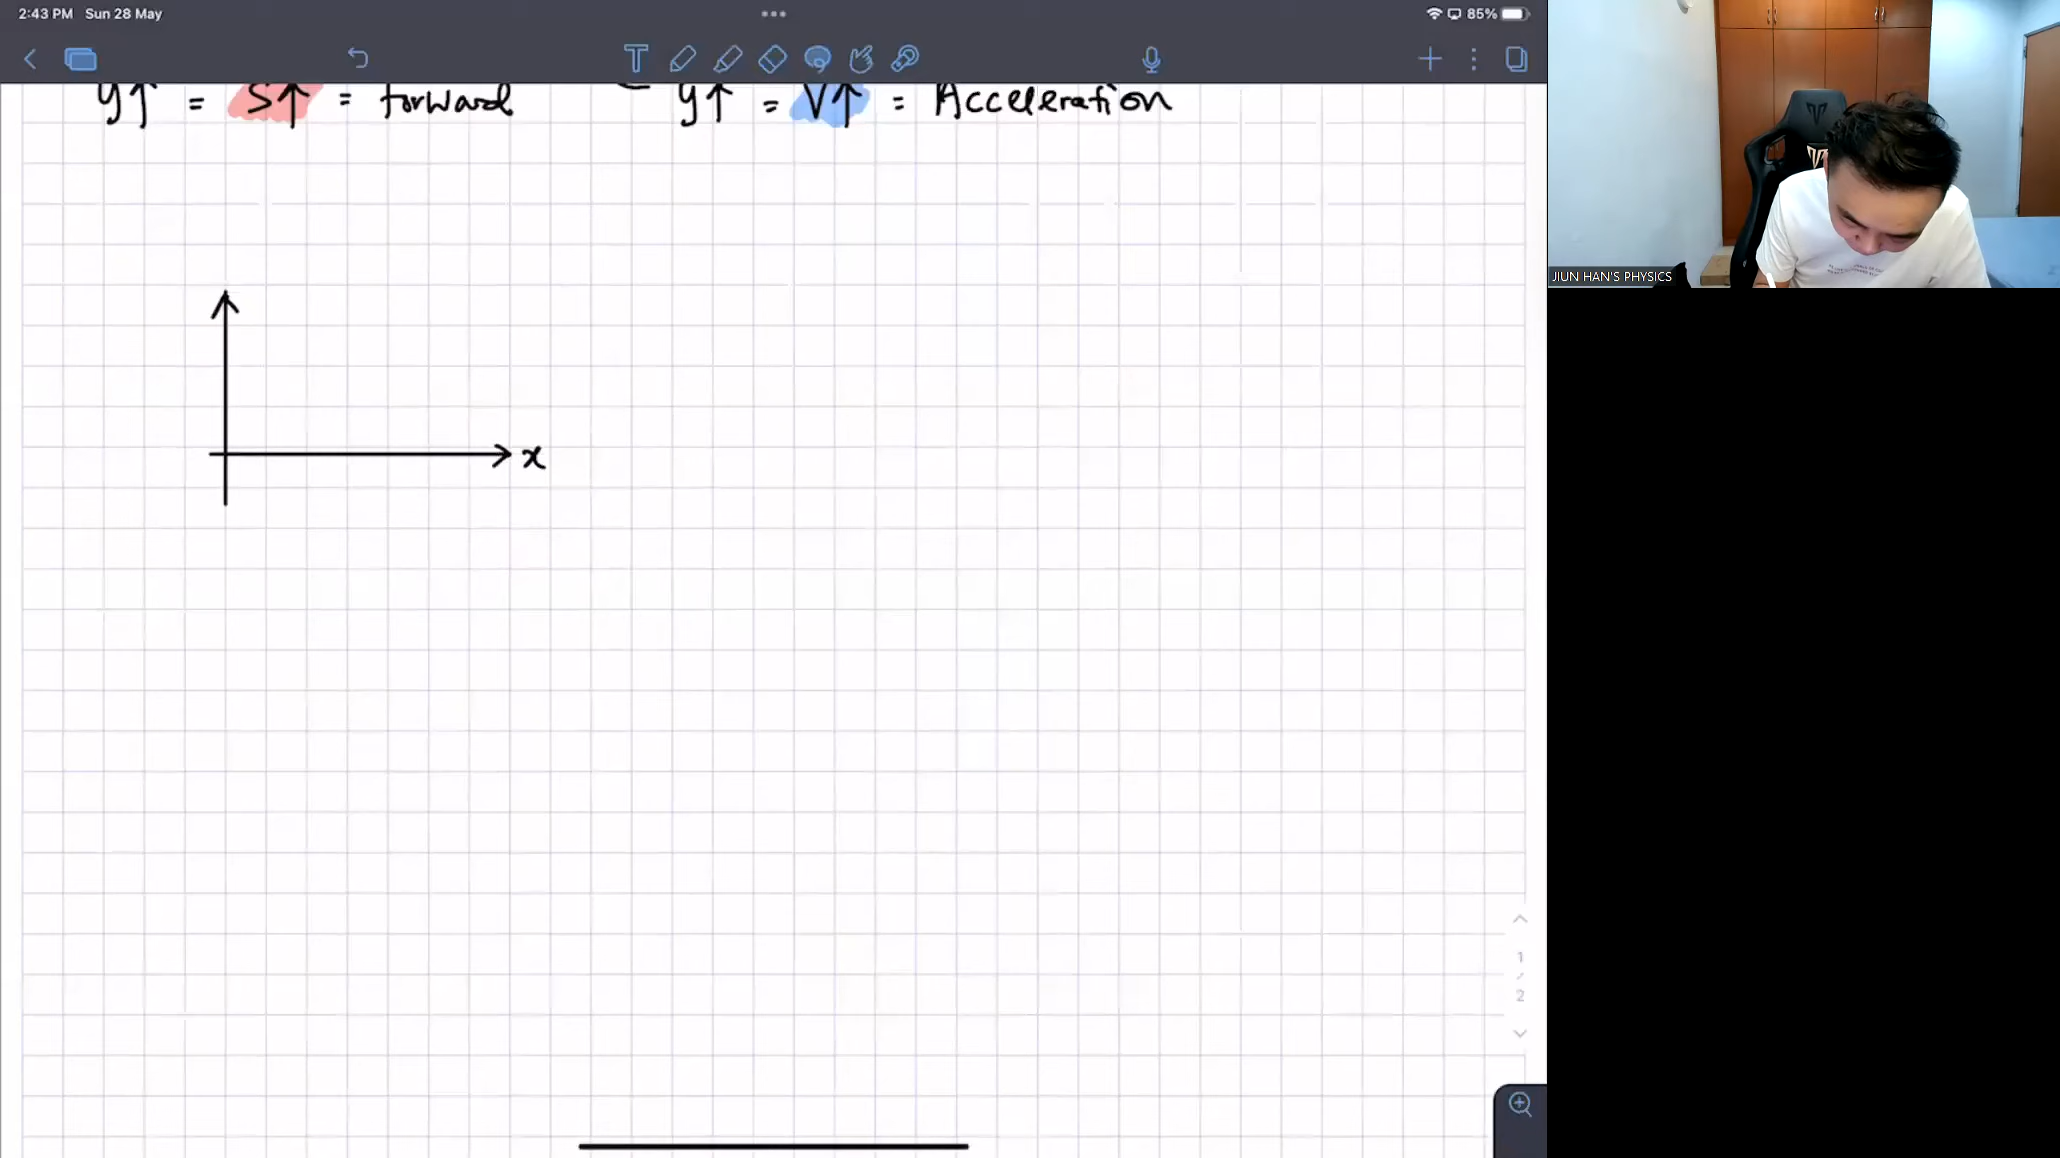 2:43 PM Sun 28 May
85%
y↑ = S↑ = forward
y↑ = V↑ = Acceleration
JIUN HAN'S PHYSICS
x
1
2